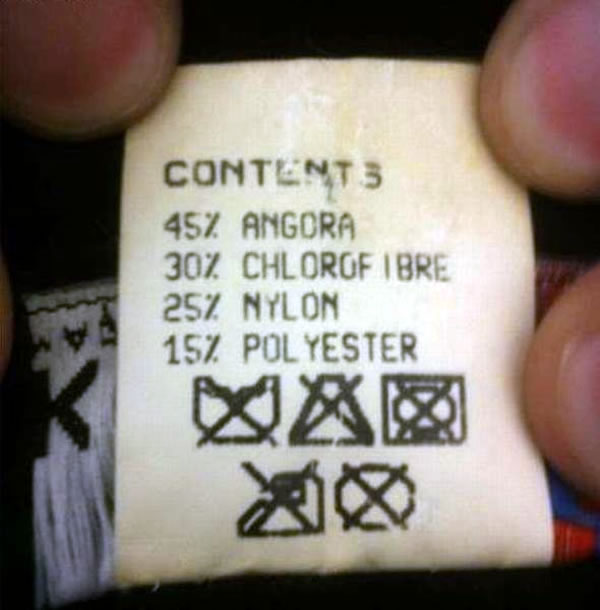 CONTENTS
45% ANGORA
30% CHLOROFIBRE
25% NYLON
15% POLYESTER